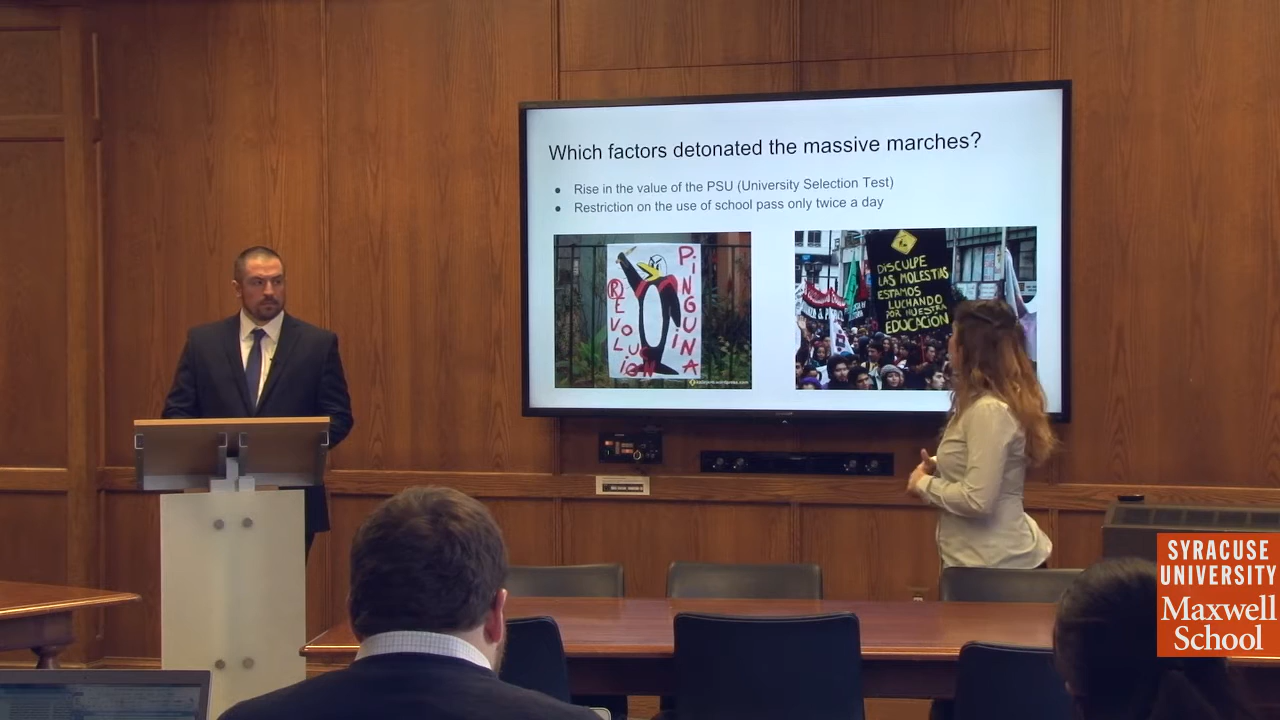 Which factors detonated the massive marches?
● Rise in the value of the PSU (University Selection Test)
● Restriction on the use of school pass only twice a day
REVOLUCIÓN
PINGUINA
DISCULPE
LAS MOLESTIAS
ESTAMOS
LUCHANDO
POR NUESTRA
EDUCACIÓN
SYRACUSE
UNIVERSITY
Maxwell
School